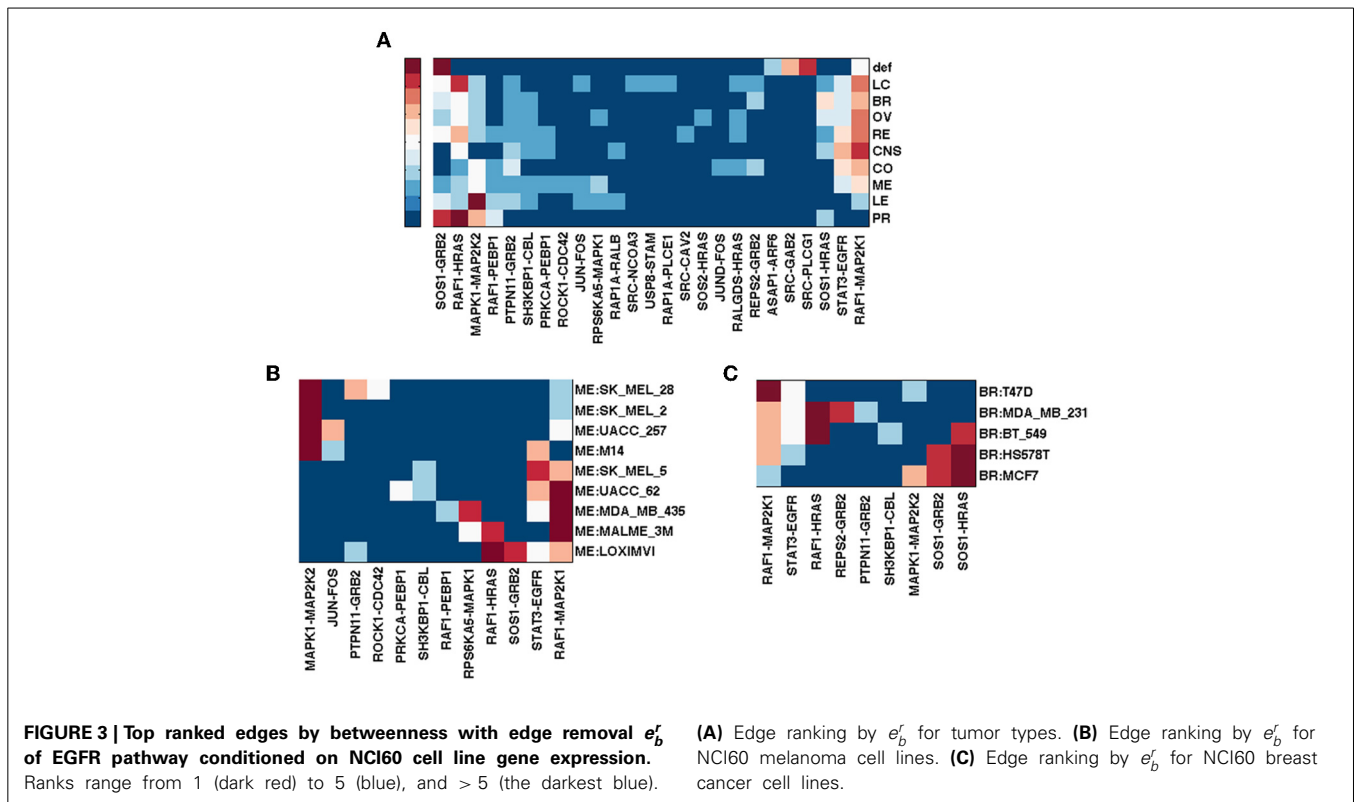 A
def
LC
BR
OV
RE
CNS
CO
ME
LE
PR
SOS1-GRB2
RAF1-HRAS
MAPK1-MAP2K2
RAF1-PEBP1
PTPN11-GRB2
SH3KBP1-CBL
PRKCA-PEBP1
ROCK1-CDC42
JUN-FOS
RPS6KA5-MAPK1
RAP1A-RALB
SRC-NCOA3
USP8-STAM
RAP1A-PLCE1
SRC-CAV2
SOS2-HRAS
JUND-FOS
RALGDS-HRAS
REPS2-GRB2
ASAP1-ARF6
SRC-GAB2
SRC-PLCG1
SOS1-HRAS
STAT3-EGFR
RAF1-MAP2K1
B
ME:SK_MEL_28
ME:SK_MEL_2
ME:UACC_257
ME:M14
ME:SK_MEL_5
ME:UACC_62
ME:MDA_MB_435
ME:MALME_3M
ME:LOXIMVI
MAPK1-MAP2K2
JUN-FOS
PTPN11-GRB2
ROCK1-CDC42
PRKCA-PEBP1
SH3KBP1-CBL
RAF1-PEBP1
RPS6KA5-MAPK1
RAF1-HRAS
SOS1-GRB2
STAT3-EGFR
RAF1-MAP2K1
C
BR:T47D
BR:MDA_MB_231
BR:BT_549
BR:HS578T
BR:MCF7
RAF1-MAP2K1
STAT3-EGFR
RAF1-HRAS
REPS2-GRB2
PTPN11-GRB2
SH3KBP1-CBL
MAPK1-MAP2K2
SOS1-GRB2
SOS1-HRAS
FIGURE 3 | Top ranked edges by betweenness with edge removal e_b^r
of EGFR pathway conditioned on NCI60 cell line gene expression.
Ranks range from 1 (dark red) to 5 (blue), and > 5 (the darkest blue).
(A) Edge ranking by e_b^r for tumor types. (B) Edge ranking by e_b^r for
NCI60 melanoma cell lines. (C) Edge ranking by e_b^r for NCI60 breast
cancer cell lines.